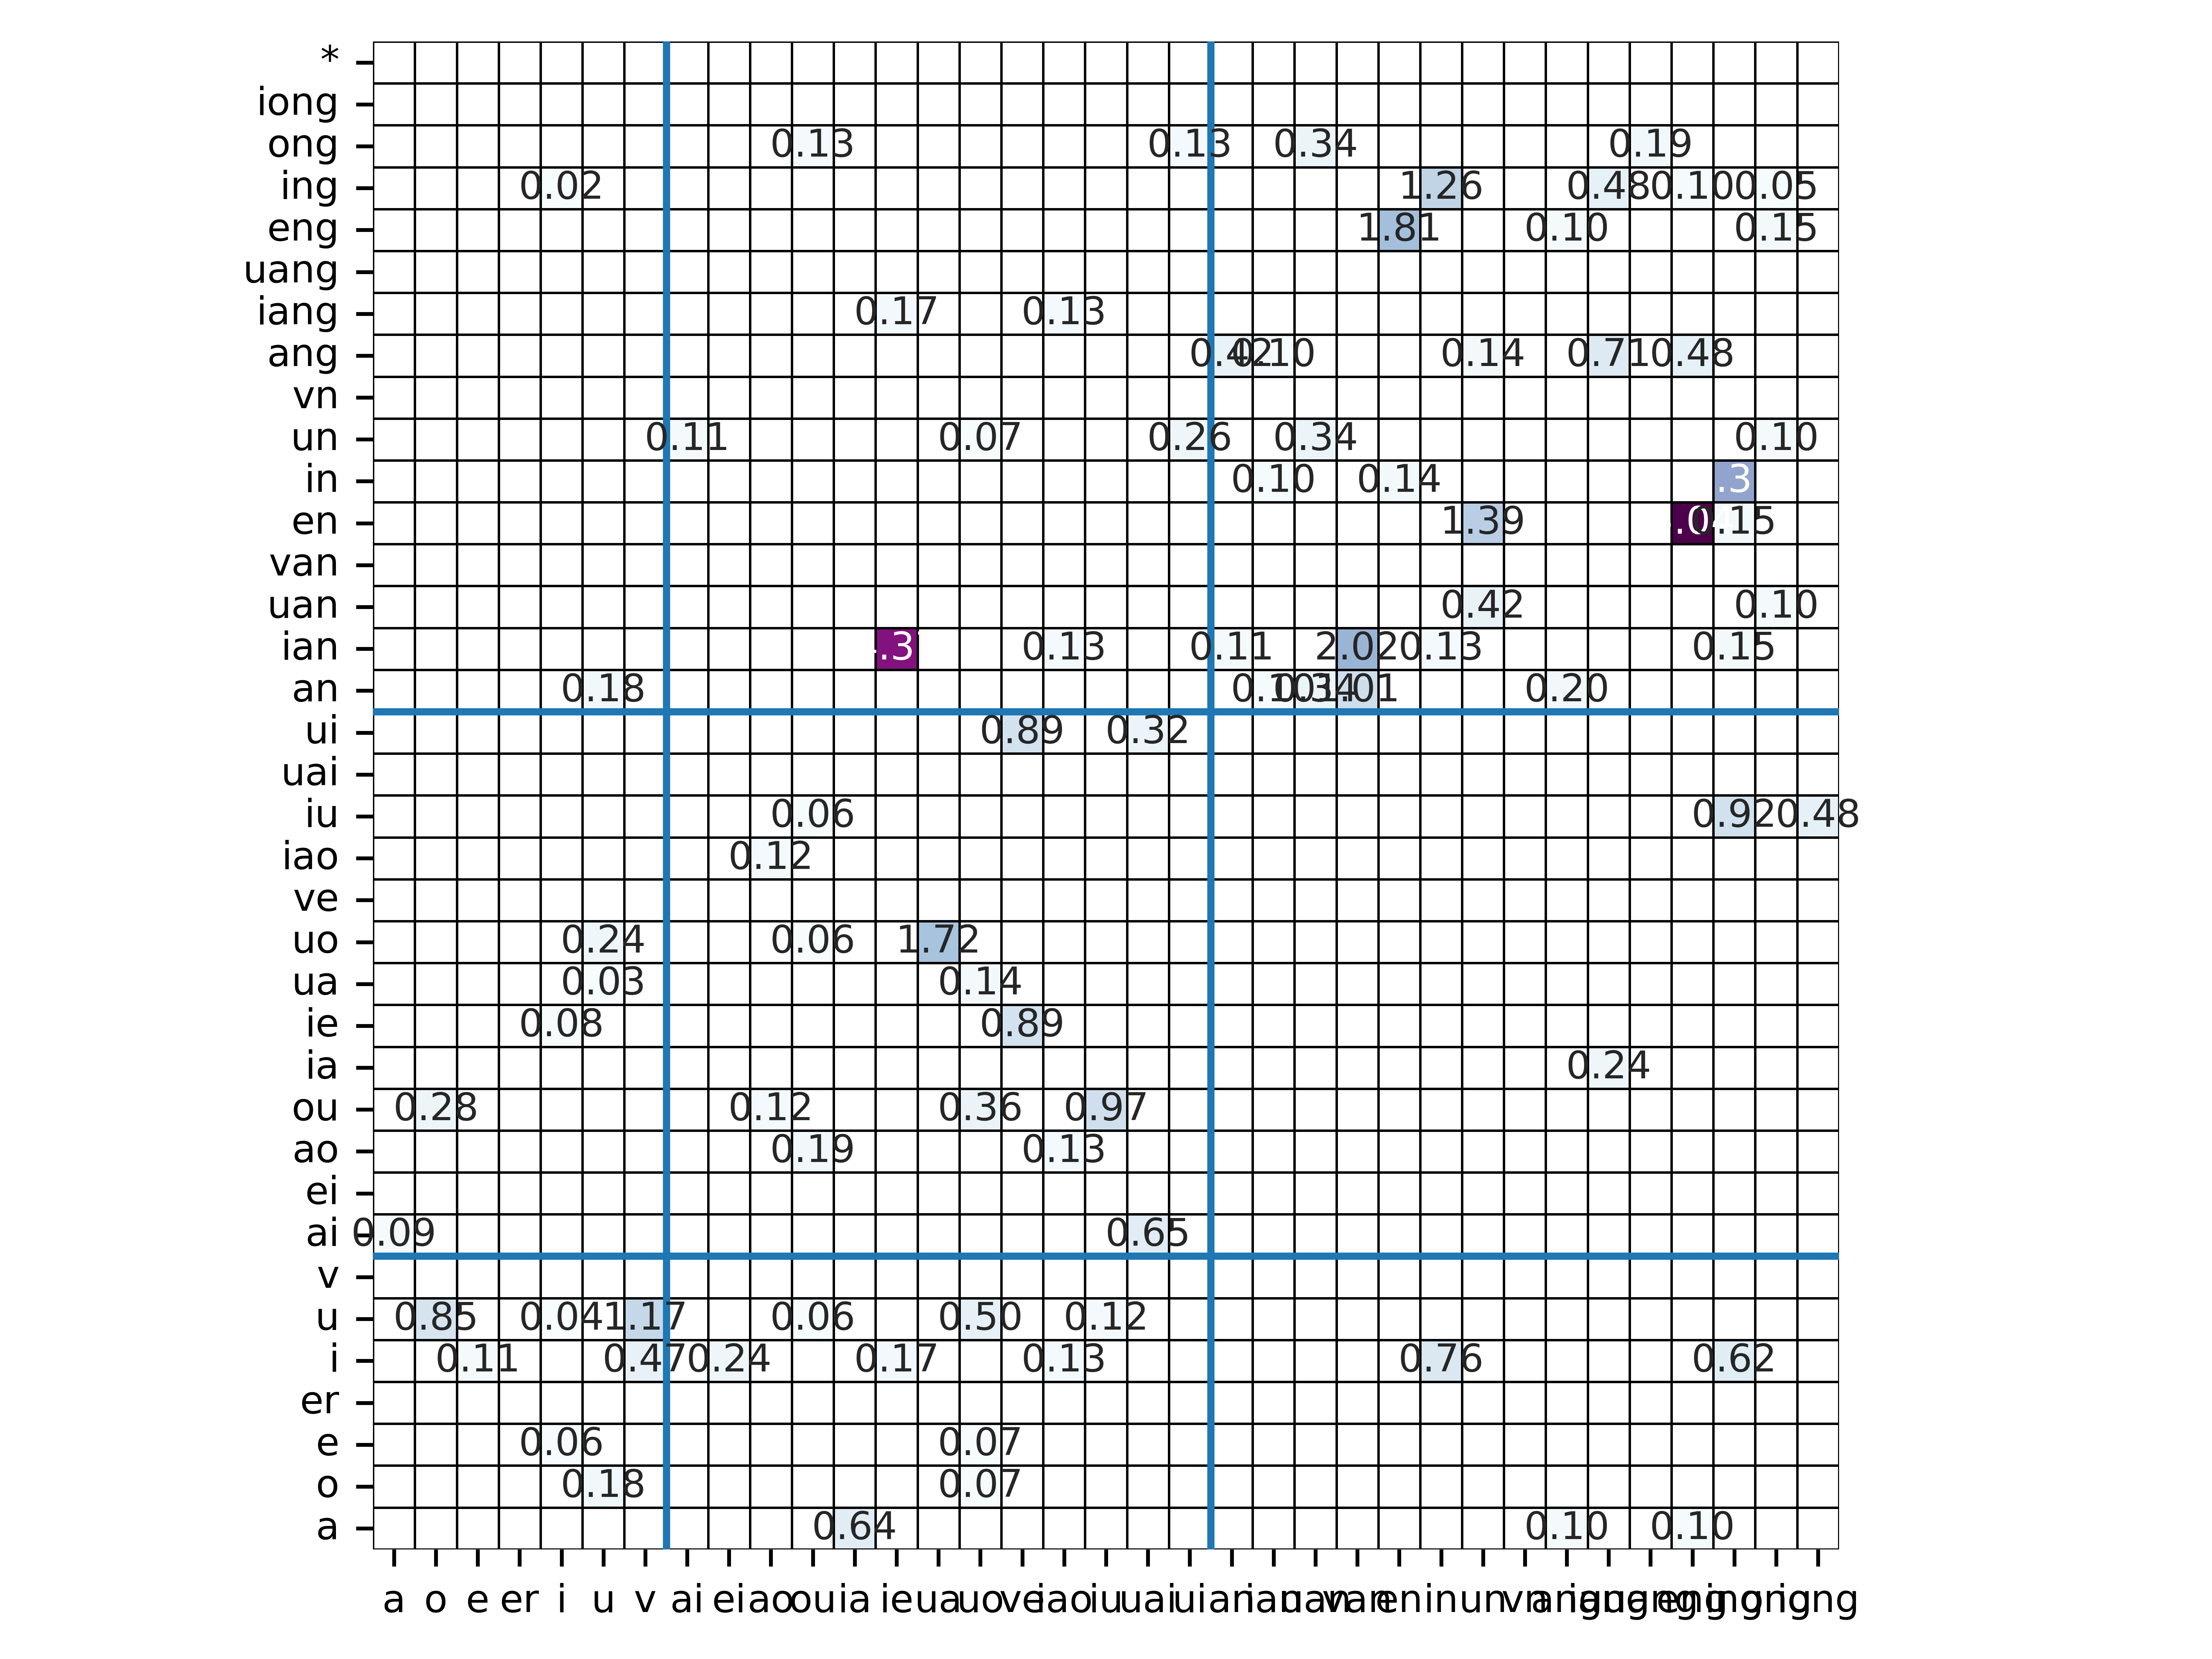 *
iong
ong 0.13 0.13 0.34 0.19
ing 0.02 1.26 0.48 0.10 0.05
eng 1.81 0.10 0.15
uang
iang 0.17 0.13
ang 0.42 0.10 0.14 0.71 0.48
vn
un 0.11 0.07 0.26 0.34 0.10
in 0.10 0.14
en 1.39 0.15
van
uan 0.42 0.10
ian 0.13 0.11 2.02 0.13 0.15
an 0.18 0.10 0.34 1.01 0.20
ui 0.89 0.32
uai
iu 0.06 0.92 0.48
iao 0.12
ve
uo 0.24 0.06 1.72
ua 0.03 0.14
ie 0.08 0.89
ia 0.24
ou 0.28 0.12 0.36 0.97
ao 0.19 0.13
ei
ai 0.09 0.65
v
u 0.85 0.04 1.17 0.06 0.50 0.12
i 0.11 0.47 0.24 0.17 0.13 0.76 0.62
er
e 0.06 0.07
o 0.18 0.07
a 0.64 0.10 0.10
a o e er i u v ai ei ao ou ia ie ua uo ve iao iu uai ui an ian uan van en in un vn ang iang uang eng ing ong iong